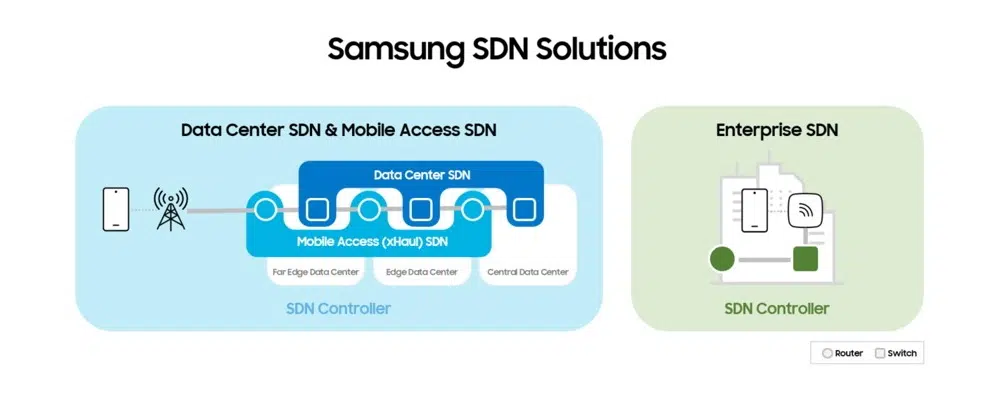 Samsung SDN Solutions
Data Center SDN & Mobile Access SDN
Data Center SDN
Mobile Access (xHaul) SDN
Far Edge Data Center
Edge Data Center
Central Data Center
SDN Controller
Enterprise SDN
SDN Controller
Router
Switch